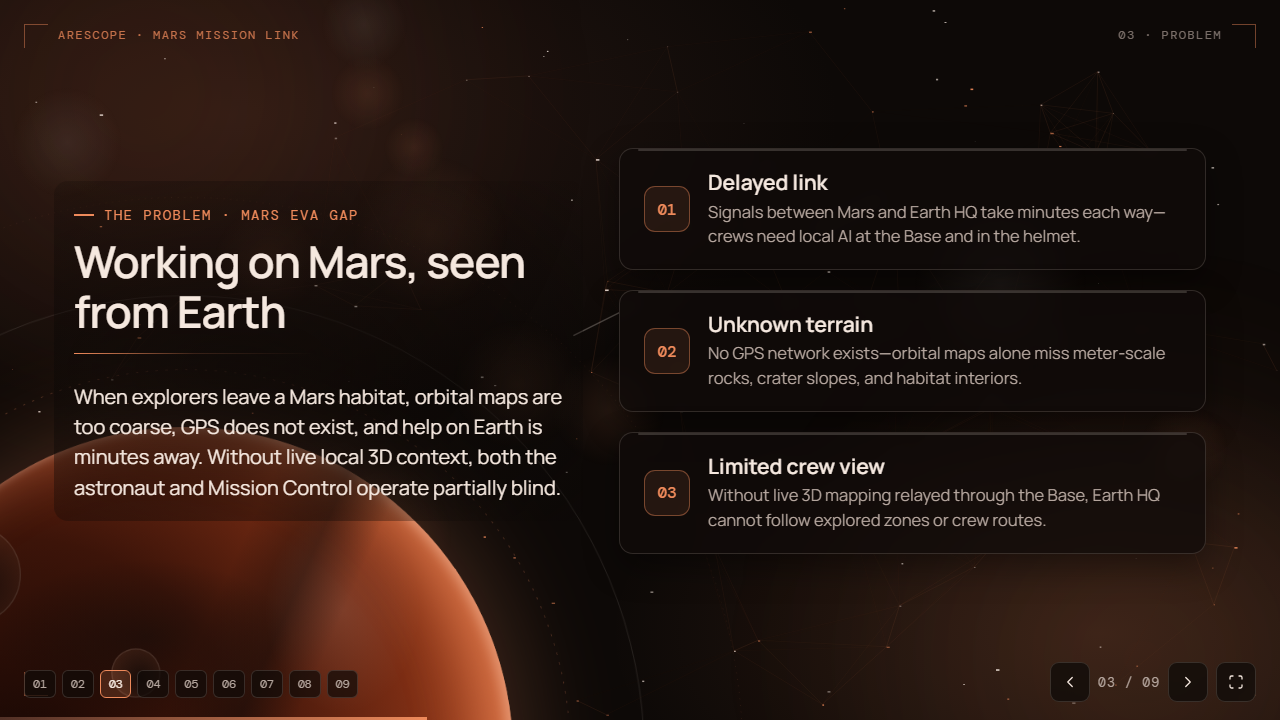 ARESCOPE · MARS MISSION LINK
03 · PROBLEM
THE PROBLEM · MARS EVA GAP
Working on Mars, seen
from Earth
When explorers leave a Mars habitat, orbital maps are
too coarse, GPS does not exist, and help on Earth is
minutes away. Without live local 3D context, both the
astronaut and Mission Control operate partially blind.
01
Delayed link
Signals between Mars and Earth HQ take minutes each way—
crews need local AI at the Base and in the helmet.
02
Unknown terrain
No GPS network exists—orbital maps alone miss meter-scale
rocks, crater slopes, and habitat interiors.
03
Limited crew view
Without live 3D mapping relayed through the Base, Earth HQ
cannot follow explored zones or crew routes.
01 02 03 04 05 06 07 08 09
03 / 09